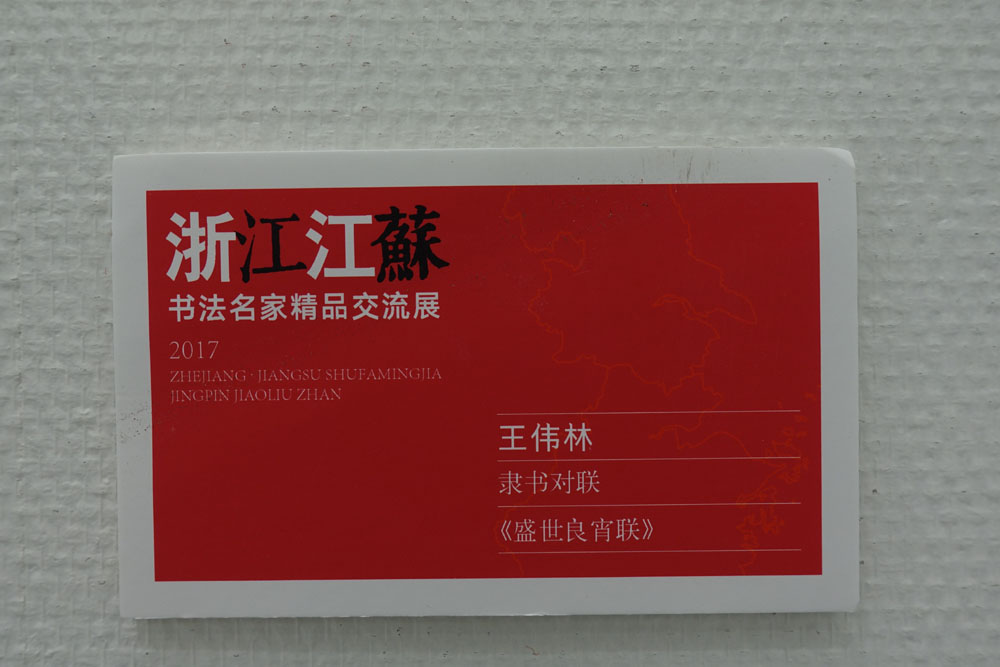 浙江江蘇
书法名家精品交流展
2017
ZHEJIANG · JIANGSU SHUFAMINGJIA
JINGPIN JIAOLIU ZHAN
王伟林
隶书对联
《盛世良宵联》